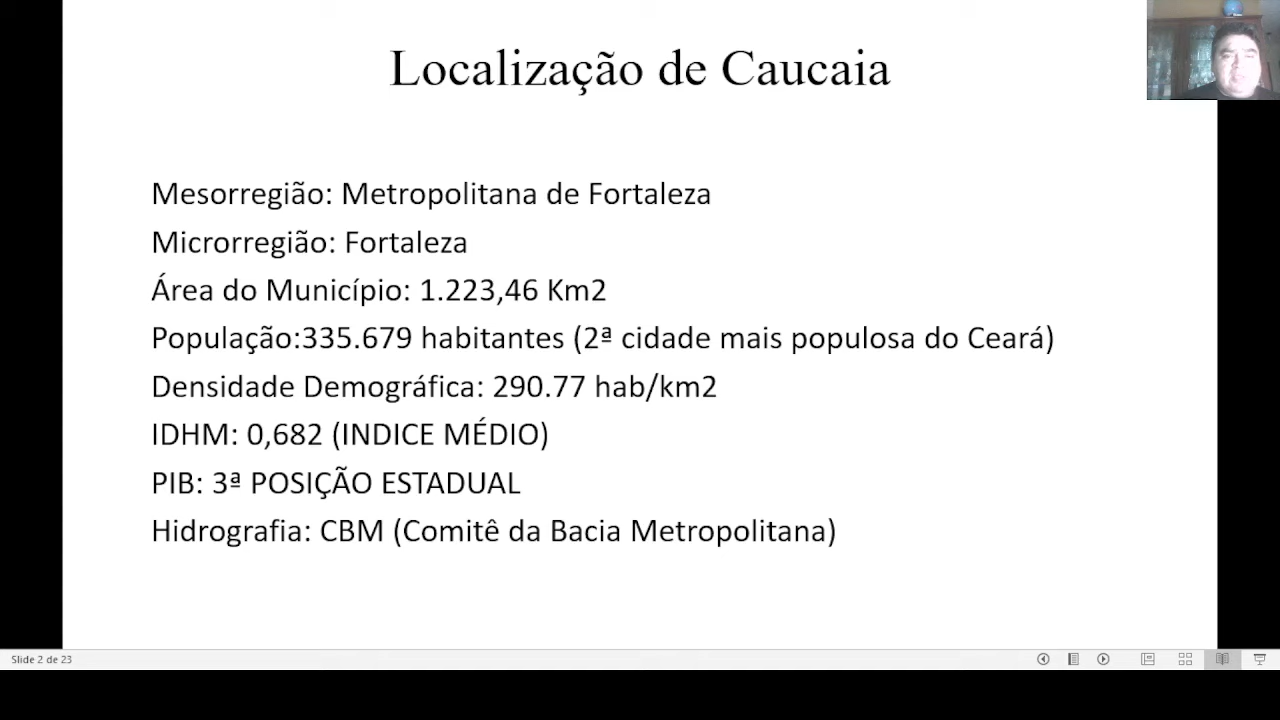 Localização de Caucaia
Mesorregião: Metropolitana de Fortaleza
Microrregião: Fortaleza
Área do Município: 1.223,46 Km2
População:335.679 habitantes (2ª cidade mais populosa do Ceará)
Densidade Demográfica: 290.77 hab/km2
IDHM: 0,682 (INDICE MÉDIO)
PIB: 3ª POSIÇÃO ESTADUAL
Hidrografia: CBM (Comitê da Bacia Metropolitana)
Slide 2 de 23